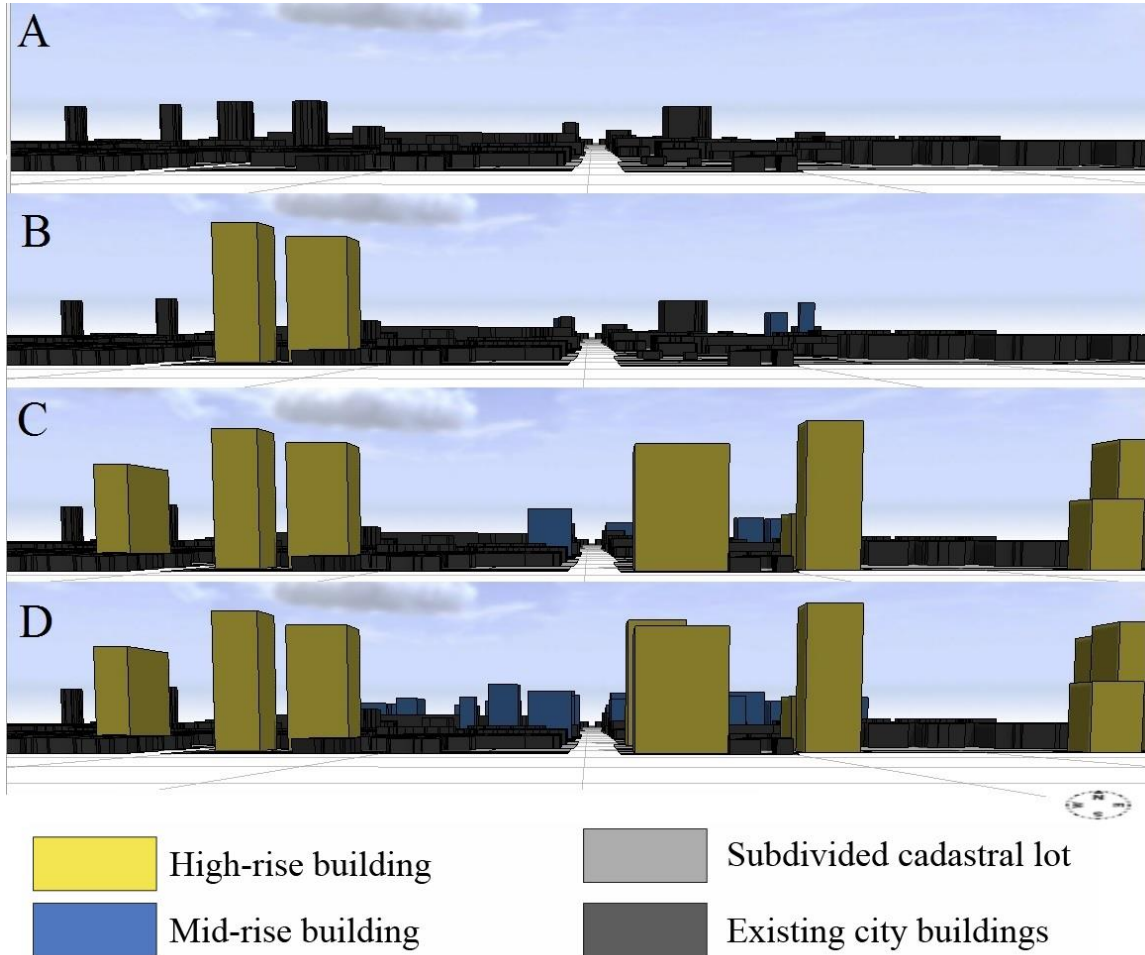 A
B
C
D
N
E
S
W
High-rise building
Subdivided cadastral lot
Mid-rise building
Existing city buildings